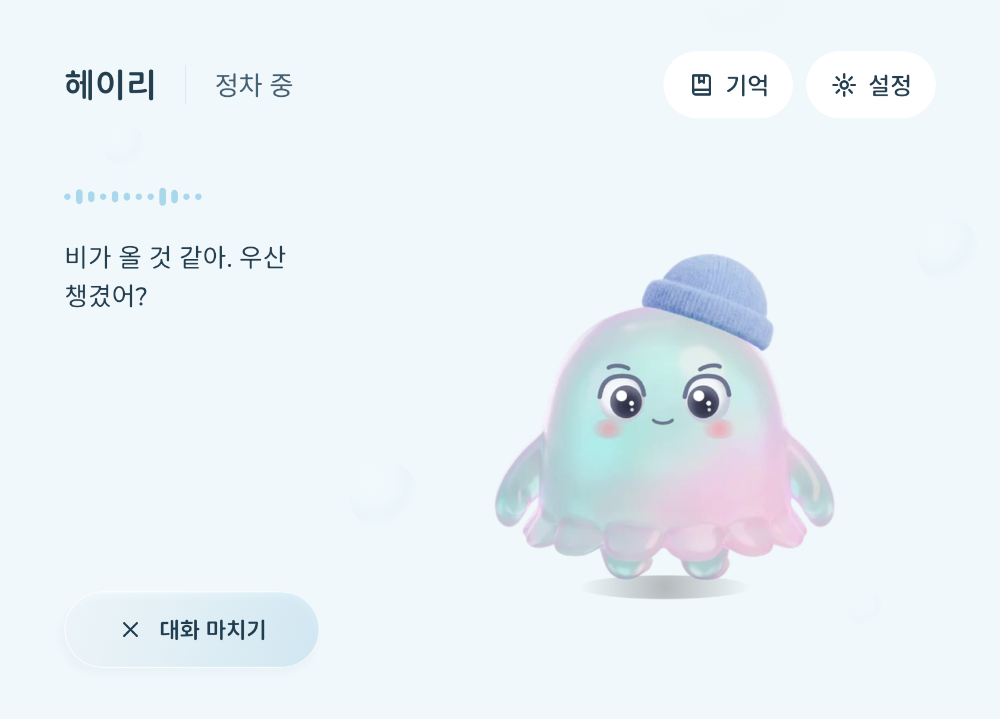 헤이리
정차 중
기억
설정
비가 올 것 같아. 우산
챙겼어?
대화 마치기